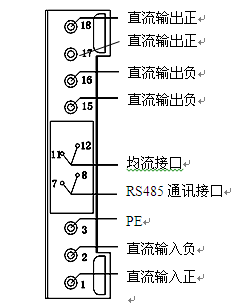 18 直流输出正
17 直流输出正
16 直流输出负
15 直流输出负
12
11 均流接口
8
7 RS485 通讯接口
3 PE
2 直流输入负
1 直流输入正